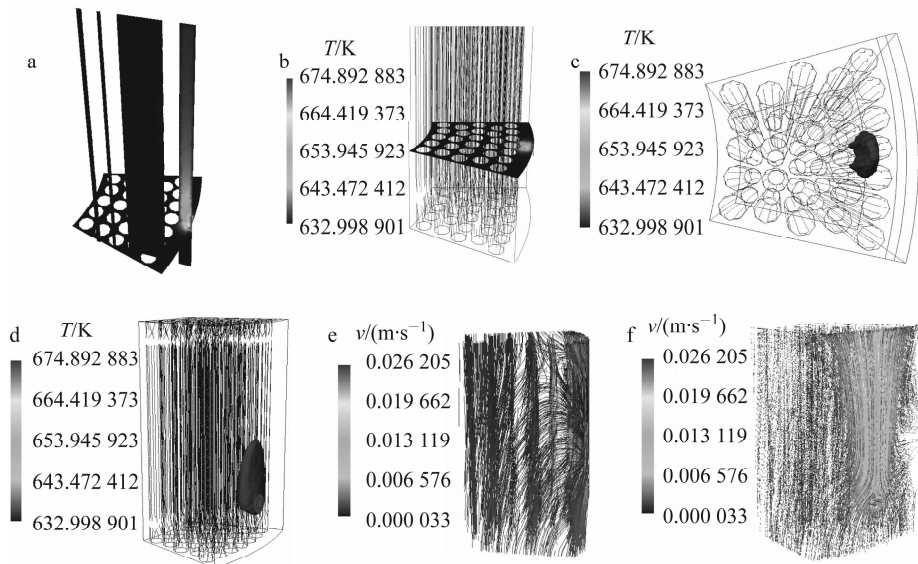 a
b
T/K
674.892 883
664.419 373
653.945 923
643.472 412
632.998 901
c
T/K
674.892 883
664.419 373
653.945 923
643.472 412
632.998 901
d
T/K
674.892 883
664.419 373
653.945 923
643.472 412
632.998 901
e
v/(m·s⁻¹)
0.026 205
0.019 662
0.013 119
0.006 576
0.000 033
f
v/(m·s⁻¹)
0.026 205
0.019 662
0.013 119
0.006 576
0.000 033